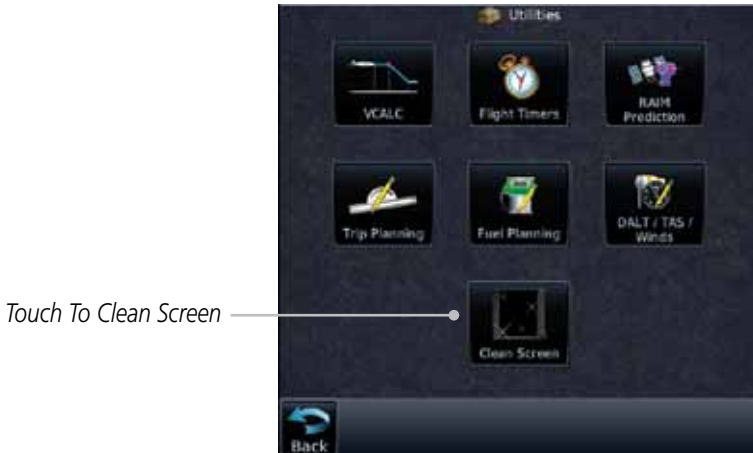 Utilities
VCALC
Flight Timers
RAIM
Prediction
Trip Planning
Fuel Planning
DALT / TAS /
Winds
Touch To Clean Screen
Clean Screen
Back